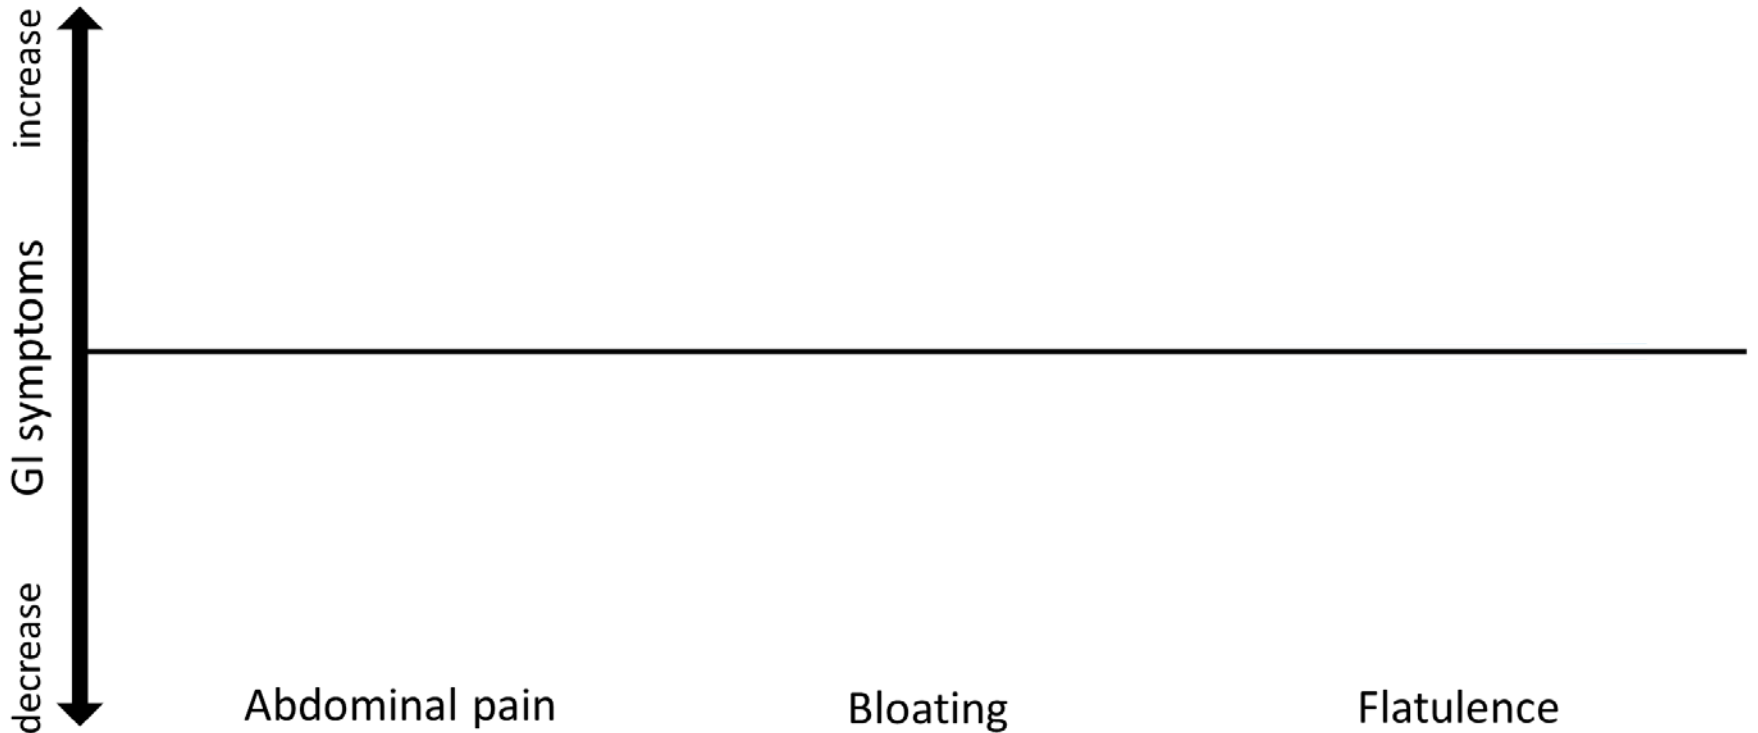 increase
GI symptoms
decrease
Abdominal pain
Bloating
Flatulence